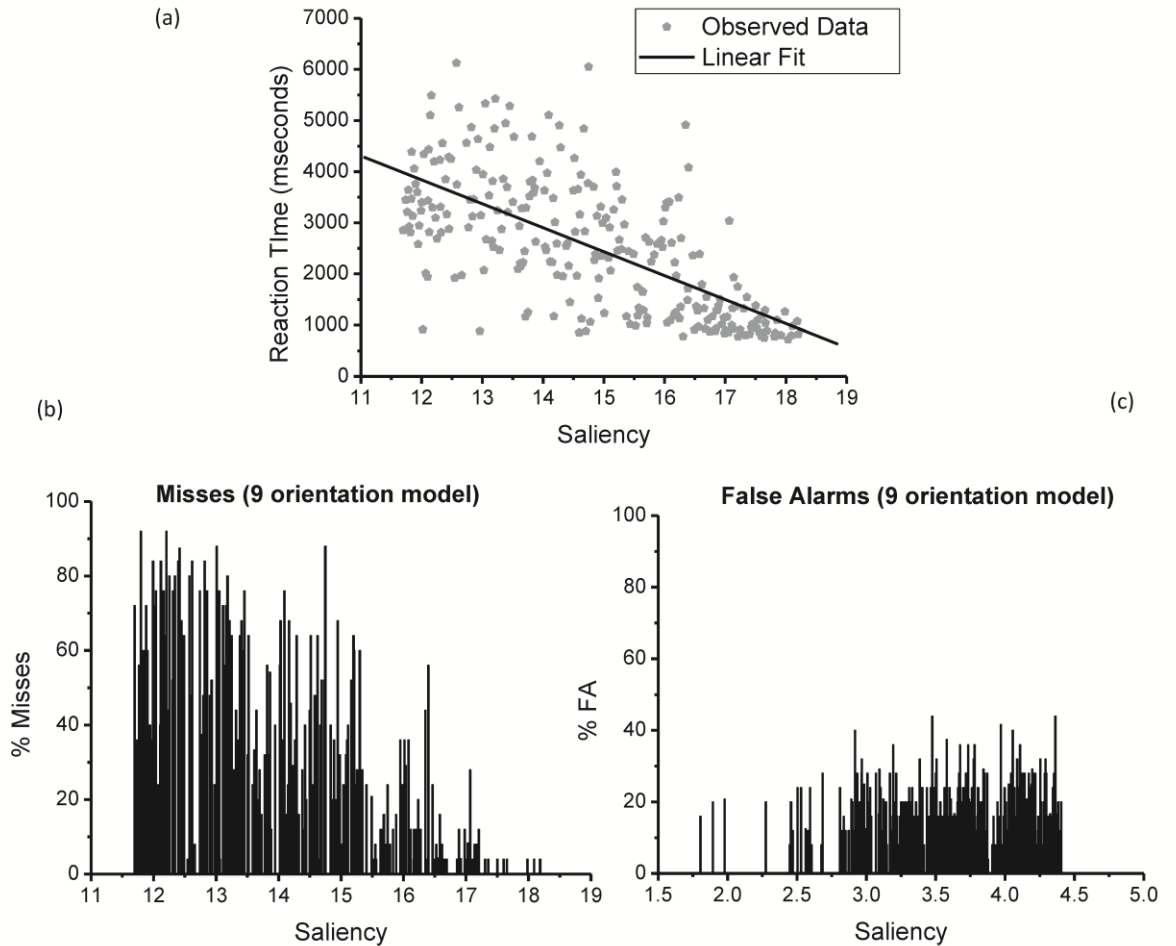 (a)
7000
6000
5000
4000
3000
2000
1000
0
Reaction TIme (mseconds)
Observed Data
Linear Fit
11 12 13 14 15 16 17 18 19
Saliency
(b)
(c)
Misses (9 orientation model)
100
80
60
40
20
0
% Misses
11 12 13 14 15 16 17 18 19
Saliency
False Alarms (9 orientation model)
100
80
60
40
20
0
% FA
1.5 2.0 2.5 3.0 3.5 4.0 4.5 5.0
Saliency